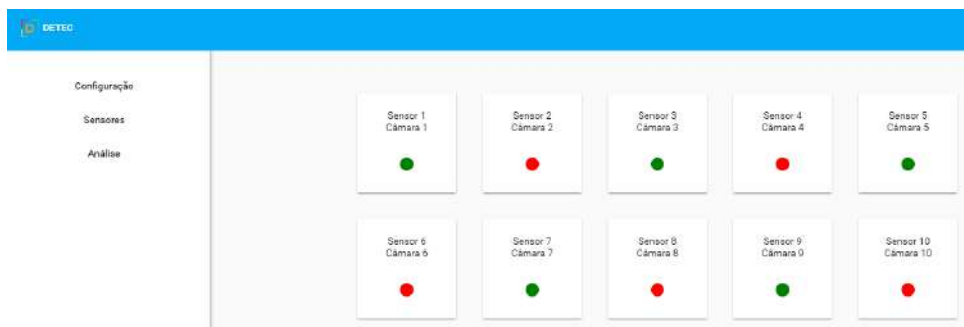 DETEC
Configuração
Sensores
Análise
Sensor 1
Câmara 1
Sensor 2
Câmara 2
Sensor 3
Câmara 3
Sensor 4
Câmara 4
Sensor 5
Câmara 5
Sensor 6
Câmara 6
Sensor 7
Câmara 7
Sensor 8
Câmara 8
Sensor 9
Câmara 9
Sensor 10
Câmara 10